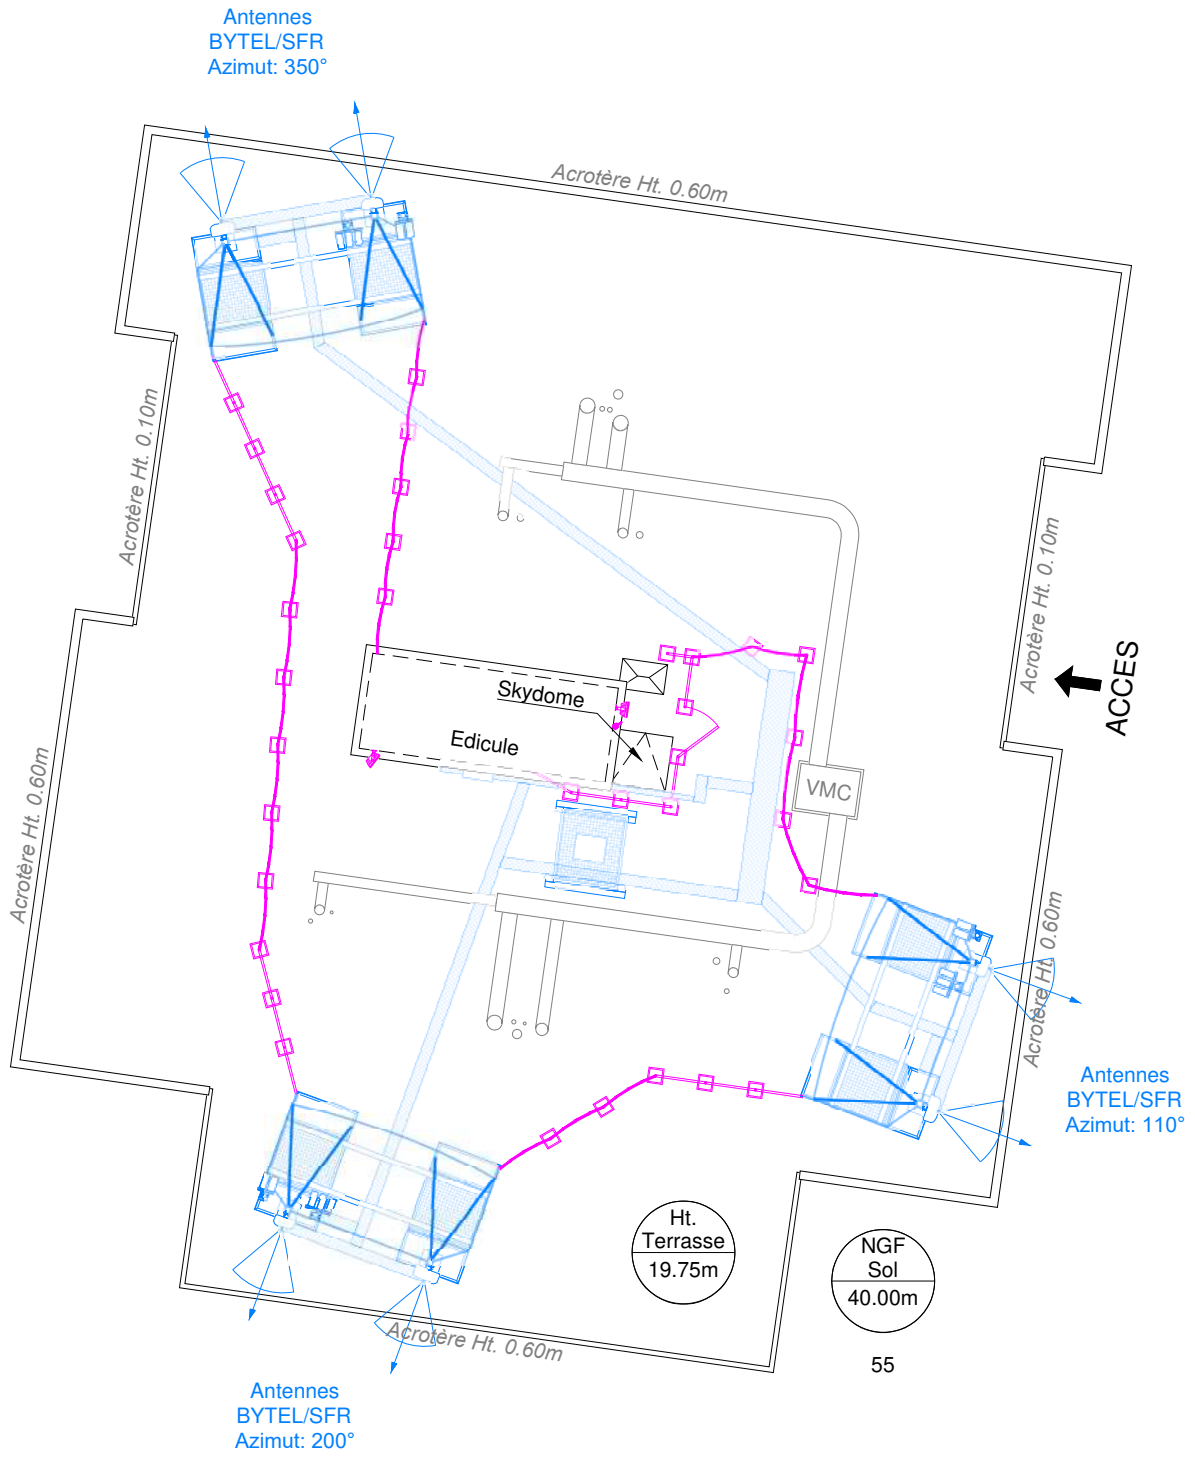 Antennes
BYTEL/SFR
Azimut: 350°
Acrotère Ht. 0.60m
Acrotère Ht. 0.10m
Acrotère Ht. 0.10m
ACCES
Skydome
Edicule
VMC
Acrotère Ht. 0.60m
Acrotère Ht. 0.60m
Antennes
BYTEL/SFR
Azimut: 110°
Ht.
Terrasse
19.75m
NGF
Sol
40.00m
55
Acrotère Ht. 0.60m
Antennes
BYTEL/SFR
Azimut: 200°